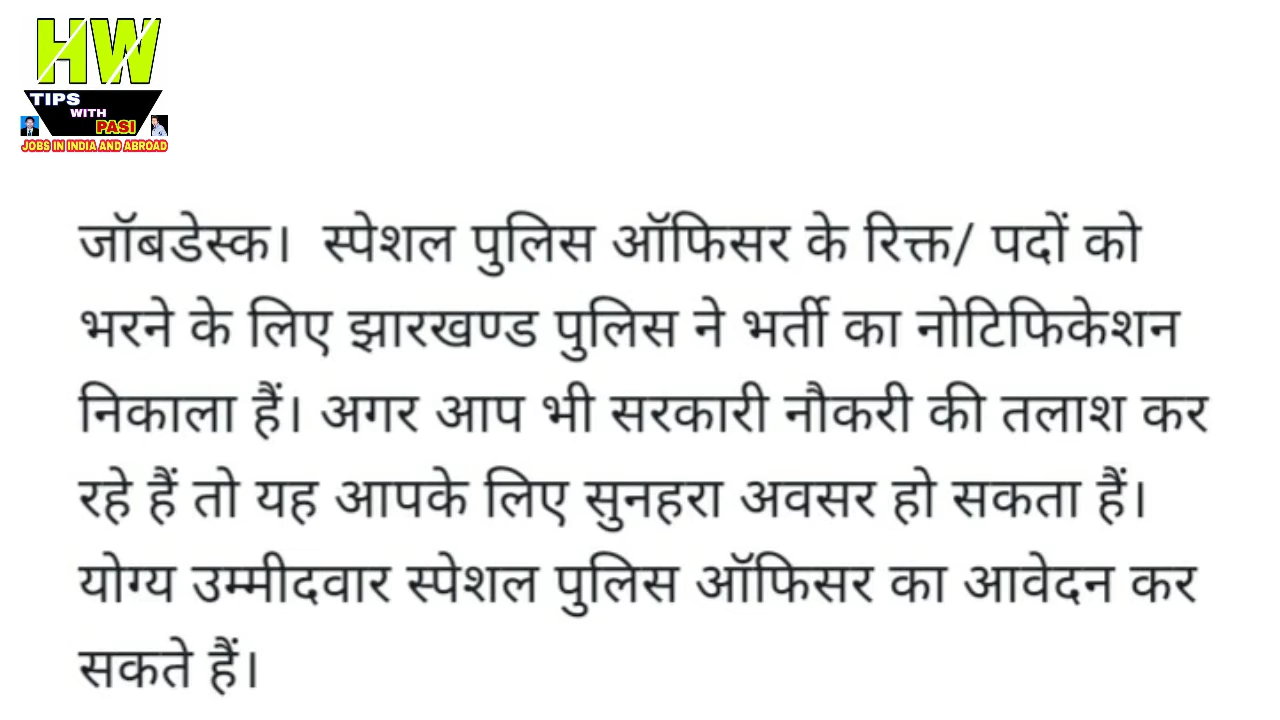 HW
TIPS
WITH
PASI
JOBS IN INDIA AND ABROAD
जॉबडेस्क। स्पेशल पुलिस ऑफिसर के रिक्त/ पदों को
भरने के लिए झारखण्ड पुलिस ने भर्ती का नोटिफिकेशन
निकाला हैं। अगर आप भी सरकारी नौकरी की तलाश कर
रहे हैं तो यह आपके लिए सुनहरा अवसर हो सकता हैं।
योग्य उम्मीदवार स्पेशल पुलिस ऑफिसर का आवेदन कर
सकते हैं।